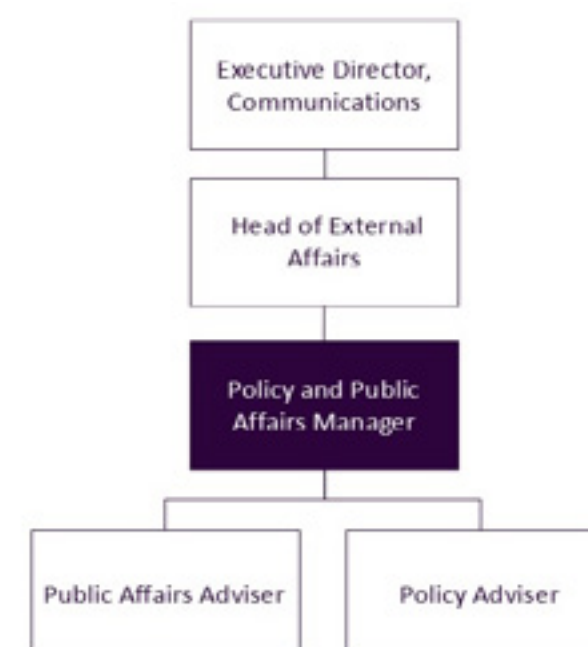 Executive Director,
Communications
Head of External
Affairs
Policy and Public
Affairs Manager
Public Affairs Adviser
Policy Adviser